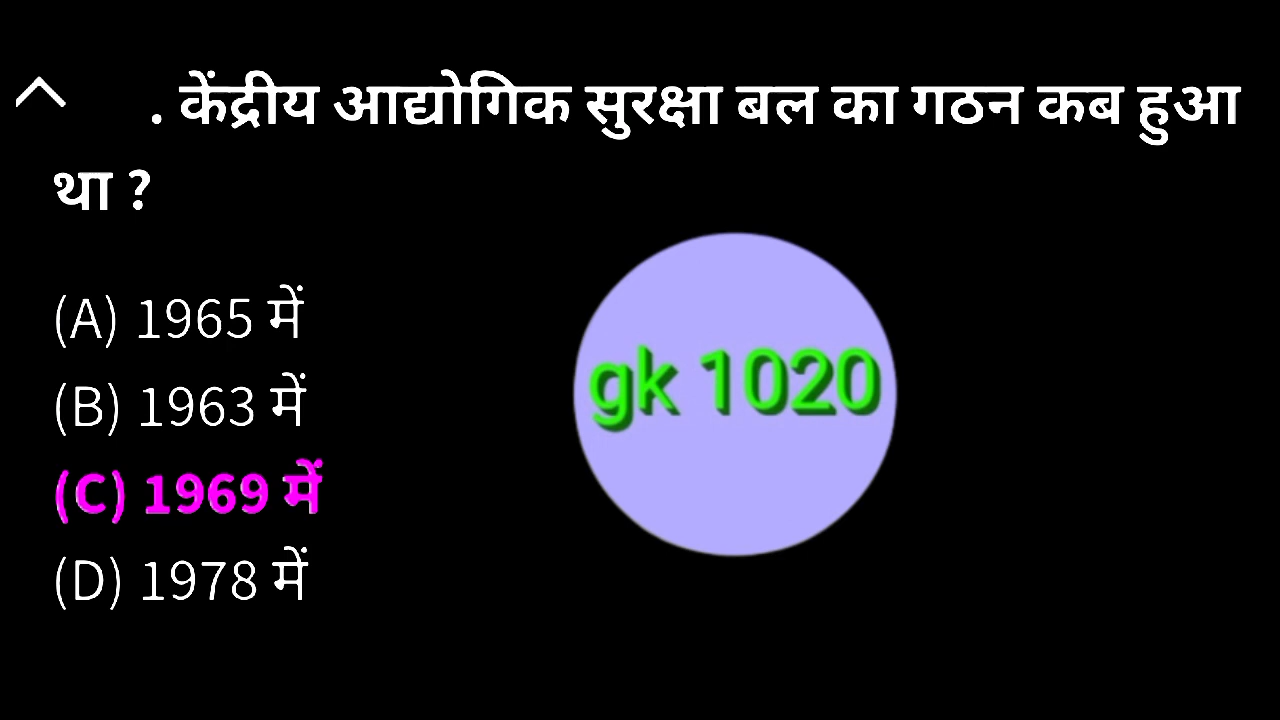 . केंद्रीय आद्योगिक सुरक्षा बल का गठन कब हुआ
था ?
(A) 1965 में
(B) 1963 में
(C) 1969 में
(D) 1978 में
gk 1020